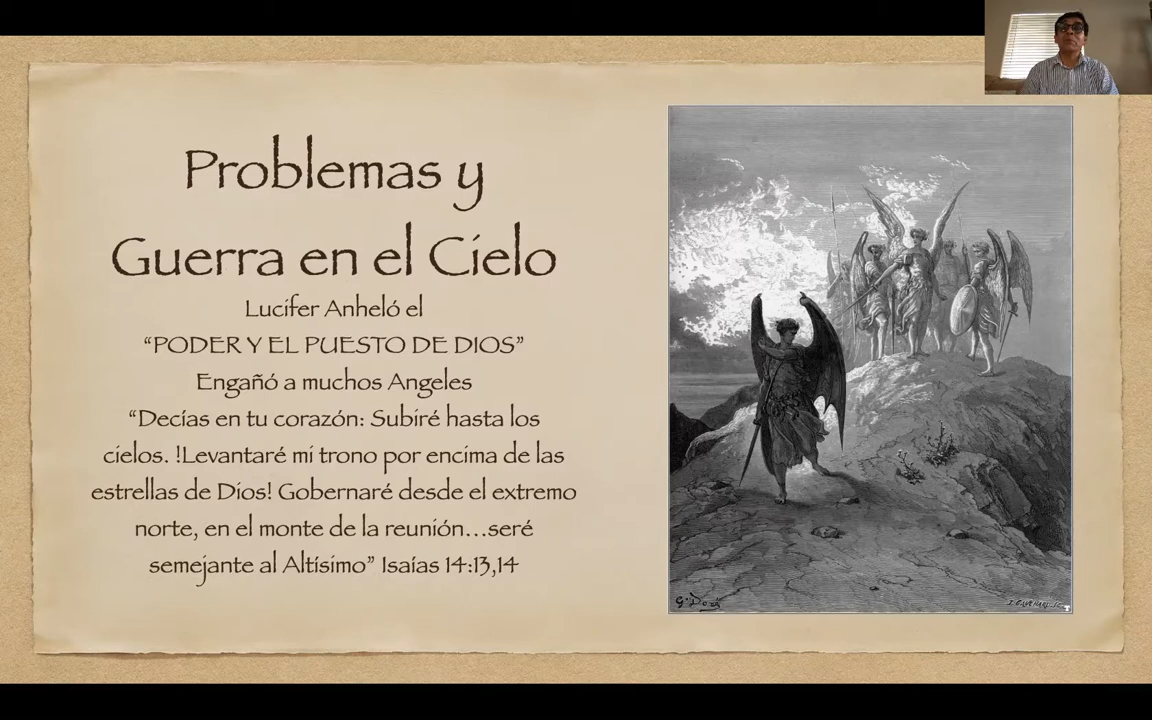 Problemas y
Guerra en el Cielo
Lucifer Anheló el
“PODER Y EL PUESTO DE DIOS”
Engañó a muchos Angeles
“Decías en tu corazón: Subiré hasta los
cielos. !Levantaré mi trono por encima de las
estrellas de Dios! Gobernaré desde el extremo
norte, en el monte de la reunión...seré
semejante al Altísimo” Isaías 14:13,14
G. Doré